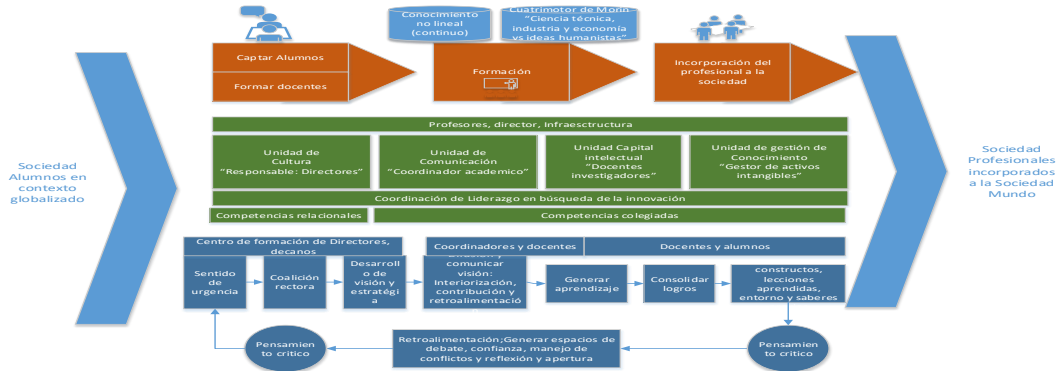 Conocimiento
no lineal
(continuo)
Cuatrimotor de Morin
"Ciencia técnica,
industria y economía
vs ideas humanistas"
Captar Alumnos
Formar docentes
Formación
Incorporación del
profesional a la
sociedad
Sociedad
Alumnos en
contexto
globalizado
Profesores, director, Infraesctructura
Unidad de
Cultura
"Responsable: Directores"
Unidad de
Comunicación
"Coordinador academico"
Unidad Capital
intelectual
"Docentes
investigadores"
Unidad de gestión de
Conocimiento
"Gestor de activos
intangibles"
Coordinación de Liderazgo en búsqueda de la innovación
Competencias relacionales
Competencias colegiadas
Sociedad
Profesionales
incorporados
a la Sociedad
Mundo
Centro de formación de Directores,
decanos
Coordinadores y docentes
Docentes y alumnos
Sentido
de
urgencia
Coalición
rectora
Desarroll
o de
visión y
estratégi
a
comunicar
visión:
Interiorización,
contribución y
retroalimentació
Generar
aprendizaje
Consolidar
logros
constructos,
lecciones
aprendidas,
entorno y saberes
Pensamien
to critico
Retroalimentación;Generar espacios de
debate, confianza, manejo de
conflictos y reflexión y apertura
Pensamien
to critico